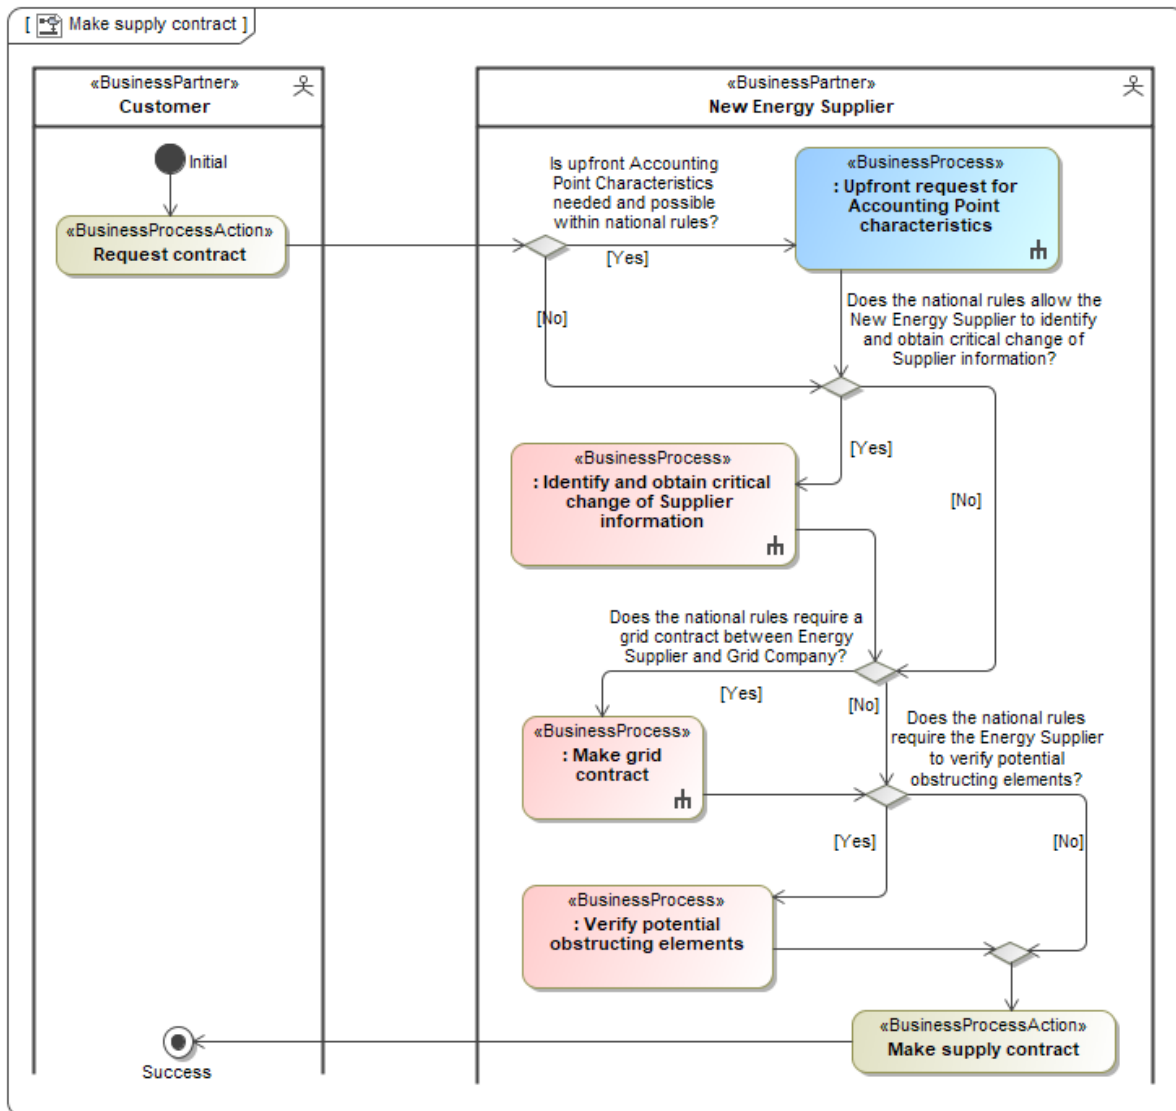 [ Make supply contract ]
«BusinessPartner»
Customer
«BusinessPartner»
New Energy Supplier
Initial
«BusinessProcessAction»
Request contract
Is upfront Accounting
Point Characteristics
needed and possible
within national rules?
[Yes]
[No]
«BusinessProcess»
: Upfront request for
Accounting Point
characteristics
Does the national rules allow the
New Energy Supplier to identify
and obtain critical change of
Supplier information?
[Yes]
[No]
«BusinessProcess»
: Identify and obtain critical
change of Supplier
information
Does the national rules require a
grid contract between Energy
Supplier and Grid Company?
[Yes]
[No]
«BusinessProcess»
: Make grid
contract
Does the national rules
require the Energy Supplier
to verify potential
obstructing elements?
[Yes]
[No]
«BusinessProcess»
: Verify potential
obstructing elements
«BusinessProcessAction»
Make supply contract
Success